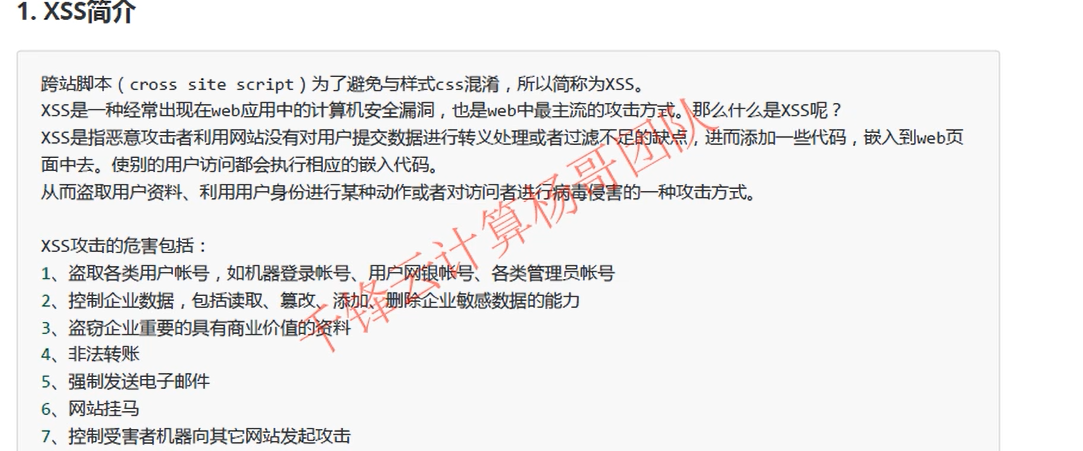 1. XSS简介
跨站脚本（cross site script）为了避免与样式css混淆，所以简称为XSS。
XSS是一种经常出现在web应用中的计算机安全漏洞，也是web中最主流的攻击方式。那么什么是XSS呢？
XSS是指恶意攻击者利用网站没有对用户提交数据进行转义处理或者过滤不足的缺点，进而添加一些代码，嵌入到web页
面中去。使别的用户访问都会执行相应的嵌入代码。
从而盗取用户资料、利用用户身份进行某种动作或者对访问者进行病毒侵害的一种攻击方式。
XSS攻击的危害包括：
1、盗取各类用户帐号，如机器登录帐号、用户网银帐号、各类管理员帐号
2、控制企业数据，包括读取、篡改、添加、删除企业敏感数据的能力
3、盗窃企业重要的具有商业价值的资料
4、非法转账
5、强制发送电子邮件
6、网站挂马
7、控制受害者机器向其它网站发起攻击
千锋云计算杨哥团队